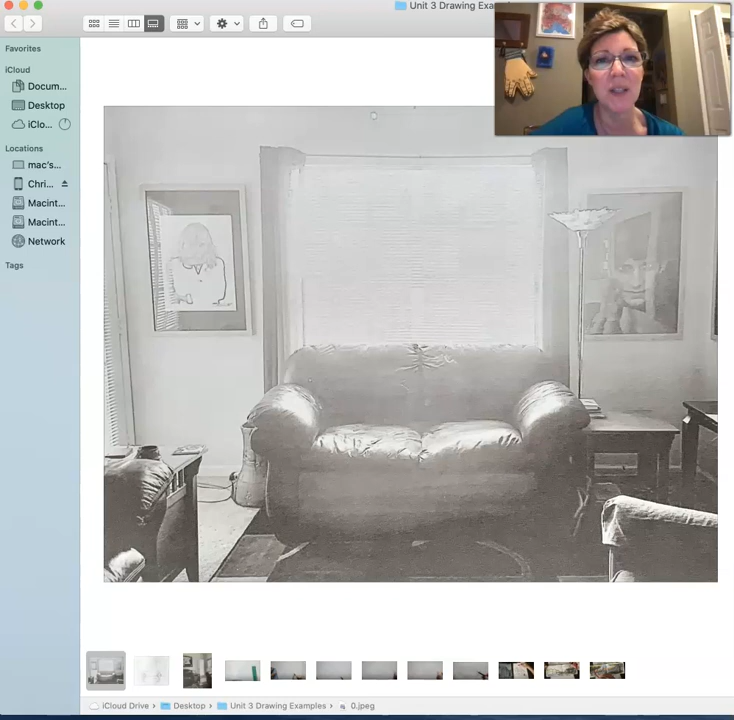 Unit 3 Drawing Exam
Favorites
iCloud
Docum...
Desktop
iClo...
Locations
mac's...
Chri...
Macint...
Macint...
Network
Tags
iCloud Drive › Desktop › Unit 3 Drawing Examples › 0.jpeg